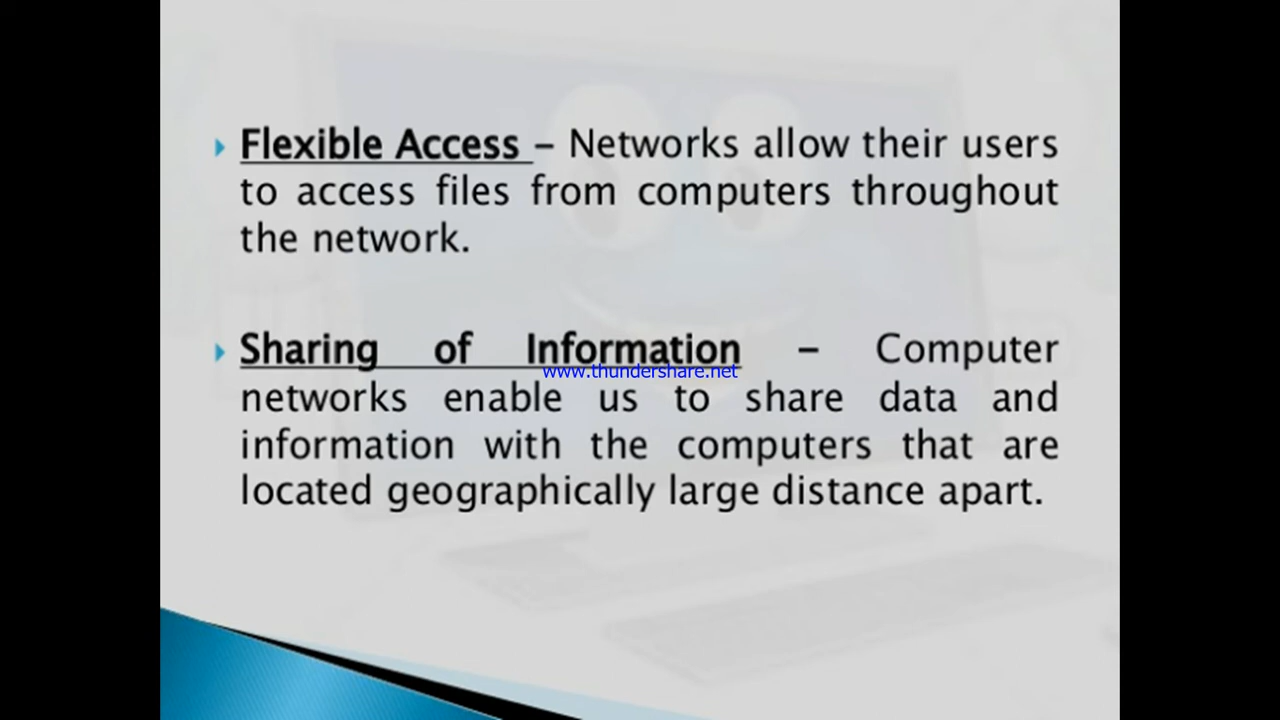 Flexible Access – Networks allow their users
to access files from computers throughout
the network.
Sharing of Information – Computer
www.thundershare.net
networks enable us to share data and
information with the computers that are
located geographically large distance apart.